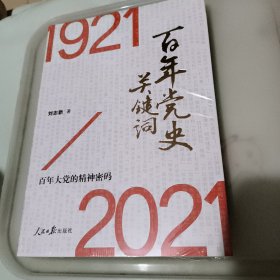 1921
百年党史
关键词
刘志新 著
百年大党的精神密码
2021
人民日报出版社